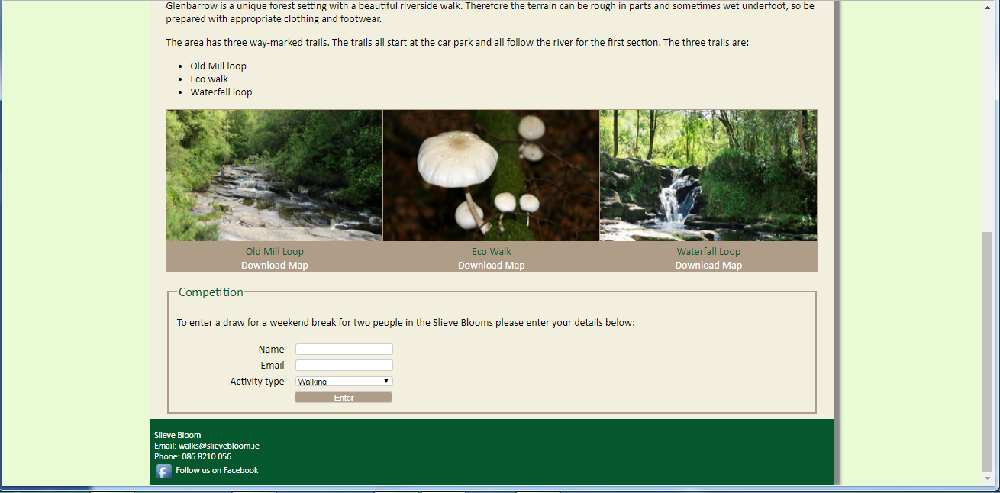 Glenbarrow is a unique forest setting with a beautiful riverside walk. Therefore the terrain can be rough in parts and sometimes wet underfoot, so be
prepared with appropriate clothing and footwear.
The area has three way-marked trails. The trails all start at the car park and all follow the river for the first section. The three trails are:
Old Mill loop
Eco walk
Waterfall loop
Old Mill Loop Eco Walk Waterfall Loop
Download Map Download Map Download Map
Competition
To enter a draw for a weekend break for two people in the Slieve Blooms please enter your details below:
Name
Email
Activity type Walking
Enter
Slieve Bloom
Email: walks@slievebloom.ie
Phone: 086 8210 056
f Follow us on Facebook